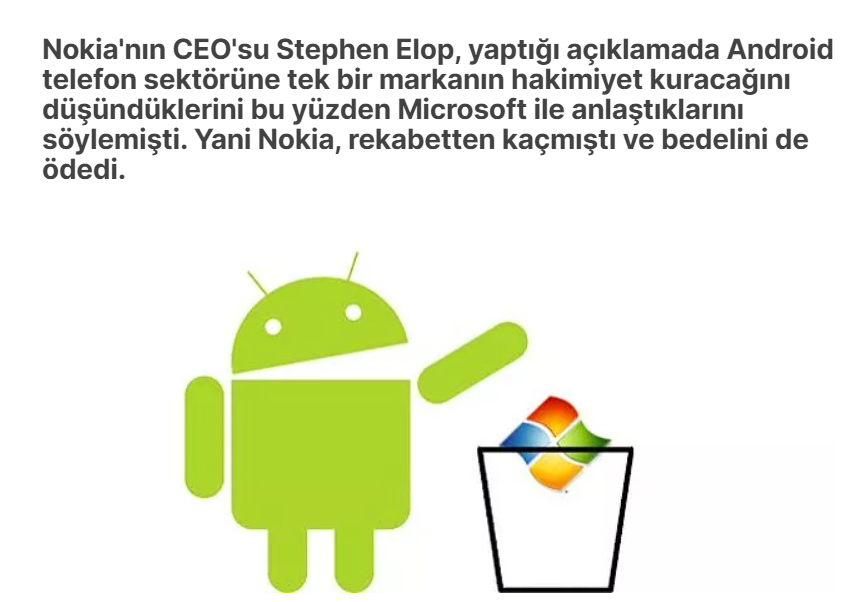 Nokia'nın CEO'su Stephen Elop, yaptığı açıklamada Android
telefon sektörüne tek bir markanın hakimiyet kuracağını
düşündüklerini bu yüzden Microsoft ile anlaştıklarını
söylemişti. Yani Nokia, rekabetten kaçmıştı ve bedelini de
ödedi.